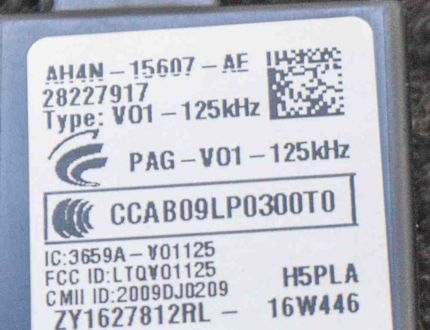 AH4N – 15607 – AE
28227917
Type: V01 – 125kHz
PAG – V01 – 125kHz
CCAB09LP0300T0
IC:3659A – V01125
FCC ID:LTQV01125
CMII ID:2009DJ0209
H5PLA
ZY1627812RL – 16W446